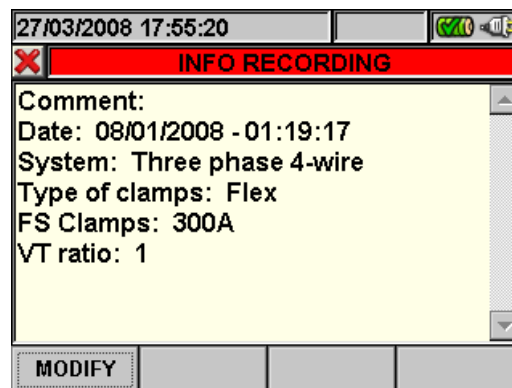 27/03/2008 17:55:20
INFO RECORDING
Comment:
Date: 08/01/2008 - 01:19:17
System: Three phase 4-wire
Type of clamps: Flex
FS Clamps: 300A
VT ratio: 1
MODIFY